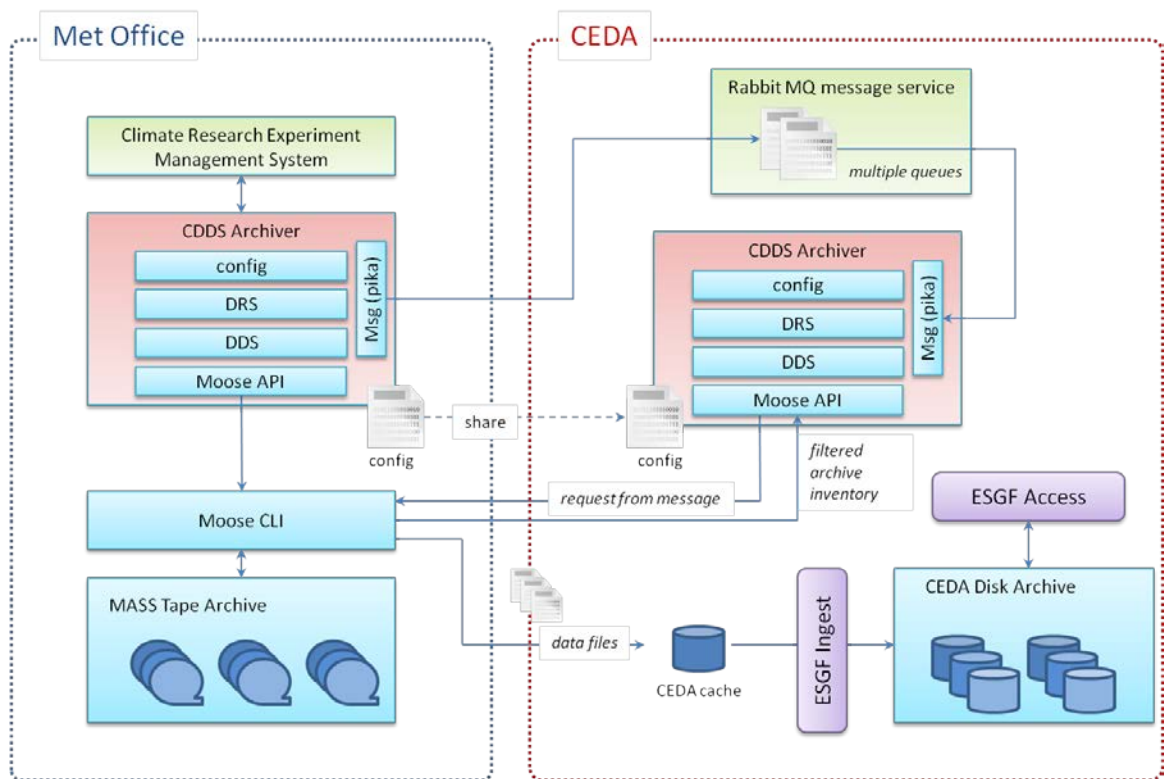 Met Office
Climate Research Experiment
Management System
CDDS Archiver
config
DRS
DDS
Moose API
Msg (pika)
config
share
Moose CLI
MASS Tape Archive
CEDA
Rabbit MQ message service
multiple queues
CDDS Archiver
config
DRS
DDS
Moose API
Msg (pika)
config
filtered
archive
inventory
request from message
data files
CEDA cache
ESGF Ingest
ESGF Access
CEDA Disk Archive